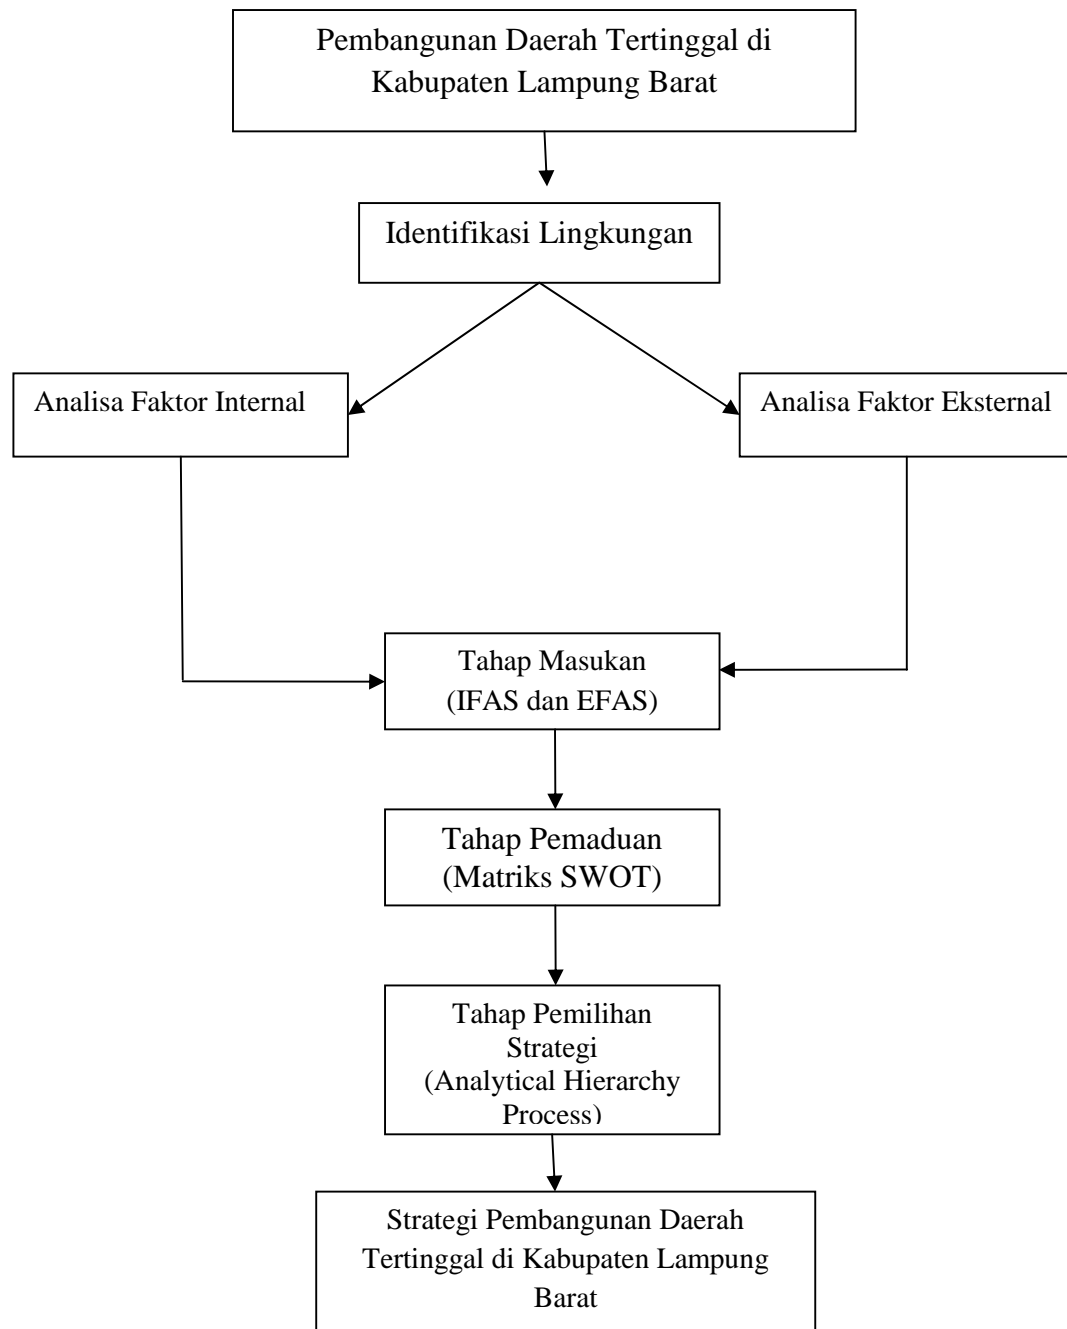 Pembangunan Daerah Tertinggal di
Kabupaten Lampung Barat
Identifikasi Lingkungan
Analisa Faktor Internal
Analisa Faktor Eksternal
Tahap Masukan
(IFAS dan EFAS)
Tahap Pemaduan
(Matriks SWOT)
Tahap Pemilihan
Strategi
(Analytical Hierarchy
Process)
Strategi Pembangunan Daerah
Tertinggal di Kabupaten Lampung
Barat